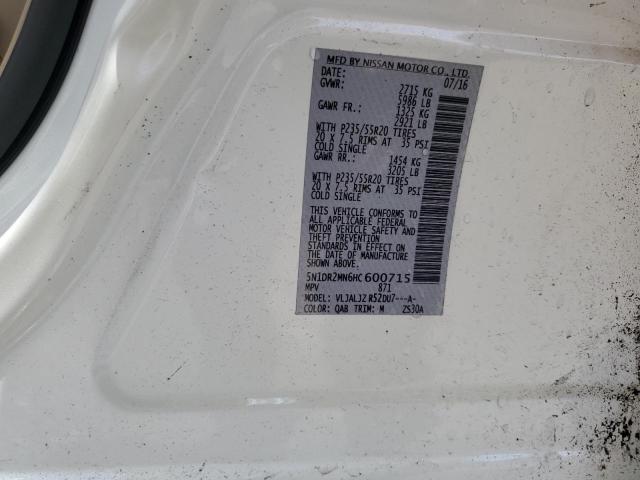 MFD BY NISSAN MOTOR CO., LTD.
DATE: 07/16
GVWR: 2715 KG
5986 LB
GAWR FR.: 1325 KG
2921 LB
WITH P235/55R20 TIRES
20 X 7.5 RIMS AT 35 PSI
COLD SINGLE
GAWR RR.: 1454 KG
3205 LB
WITH P235/55R20 TIRES
20 X 7.5 RIMS AT 35 PSI
COLD SINGLE
THIS VEHICLE CONFORMS TO
ALL APPLICABLE FEDERAL
MOTOR VEHICLE SAFETY AND
THEFT PREVENTION
STANDARDS IN EFFECT ON
THE DATE OF MANUFACTURE
SHOWN ABOVE.
5N1DR2MN6HC600715
MPV 871
MODEL: VLJALJZ R52DU7---A-
COLOR: QAB TRIM: M ZS30A